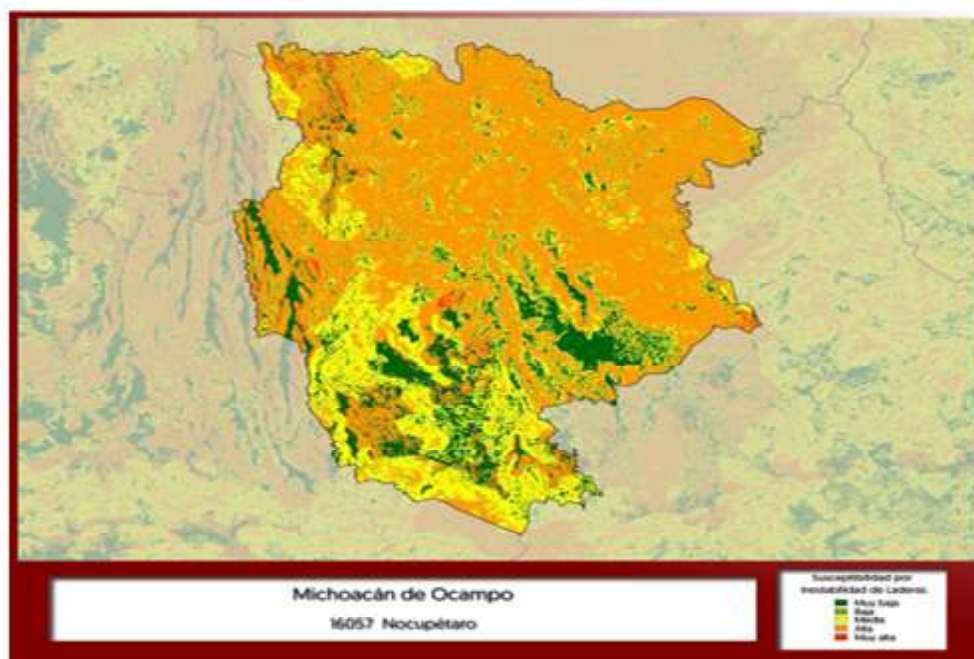 Michoacán de Ocampo
16057 Nocupétaro
Susceptibilidad por
Inestabilidad de Laderas
Muy baja
Baja
Media
Alta
Muy alta